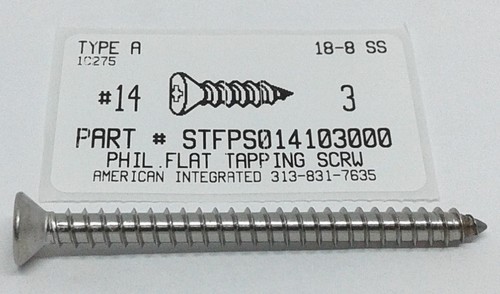 TYPE A 18-8 SS
1C275
#14 3
PART # STFPS014103000
PHIL.FLAT TAPPING SCRW
AMERICAN INTEGRATED 313-831-7635